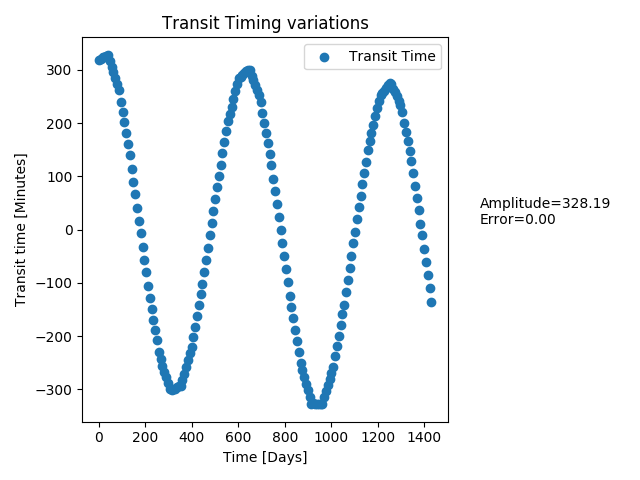 Transit Timing variations
Transit Time
Transit time [Minutes]
300
200
100
0
−100
−200
−300
0
200
400
600
800
1000
1200
1400
Time [Days]
Amplitude=328.19
Error=0.00